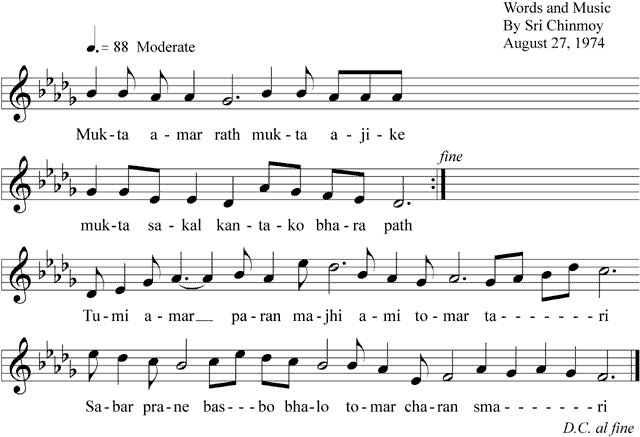 Words and Music
By Sri Chinmoy
August 27, 1974
= 88 Moderate
Muk - ta a - mar rath muk - ta a - ji - ke
fine
muk - ta sa - kal kan - ta - ko bha - ra path
Tu - mi a - mar__ pa - ran ma - jhi a - mi to - mar ta - - - - - - ri
Sa - bar pra - ne bas - - - bo bha - lo to - mar cha - ran sma - - - - - - ri
D.C. al fine